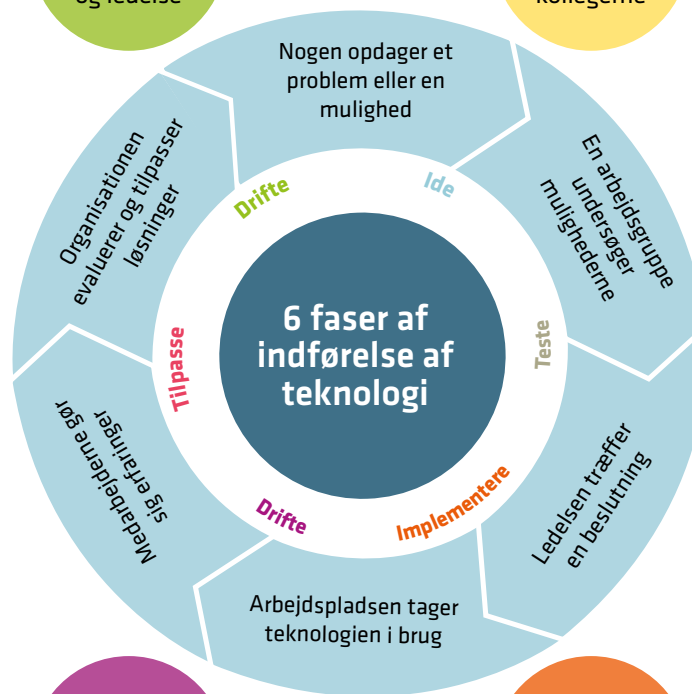 og ledelse
kollegerne
Nogen opdager et
problem eller en
mulighed
En arbejdsgruppe
undersøger
mulighederne
Ledelsen træffer
en beslutning
Arbejdspladsen tager
teknologien i brug
Medarbejderne gør
sig erfaringer
Organisationen
evaluerer og tilpasser
løsninger
Ide
Teste
Implementere
Drifte
Tilpasse
Drifte
6 faser af
indførelse af
teknologi